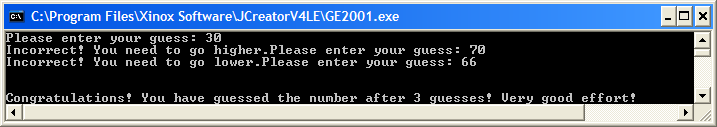 C:\Program Files\Xinox Software\JCreatorV4LE\GE2001.exe
Please enter your guess: 30
Incorrect! You need to go higher.Please enter your guess: 70
Incorrect! You need to go lower.Please enter your guess: 66
Congratulations! You have guessed the number after 3 guesses! Very good effort!